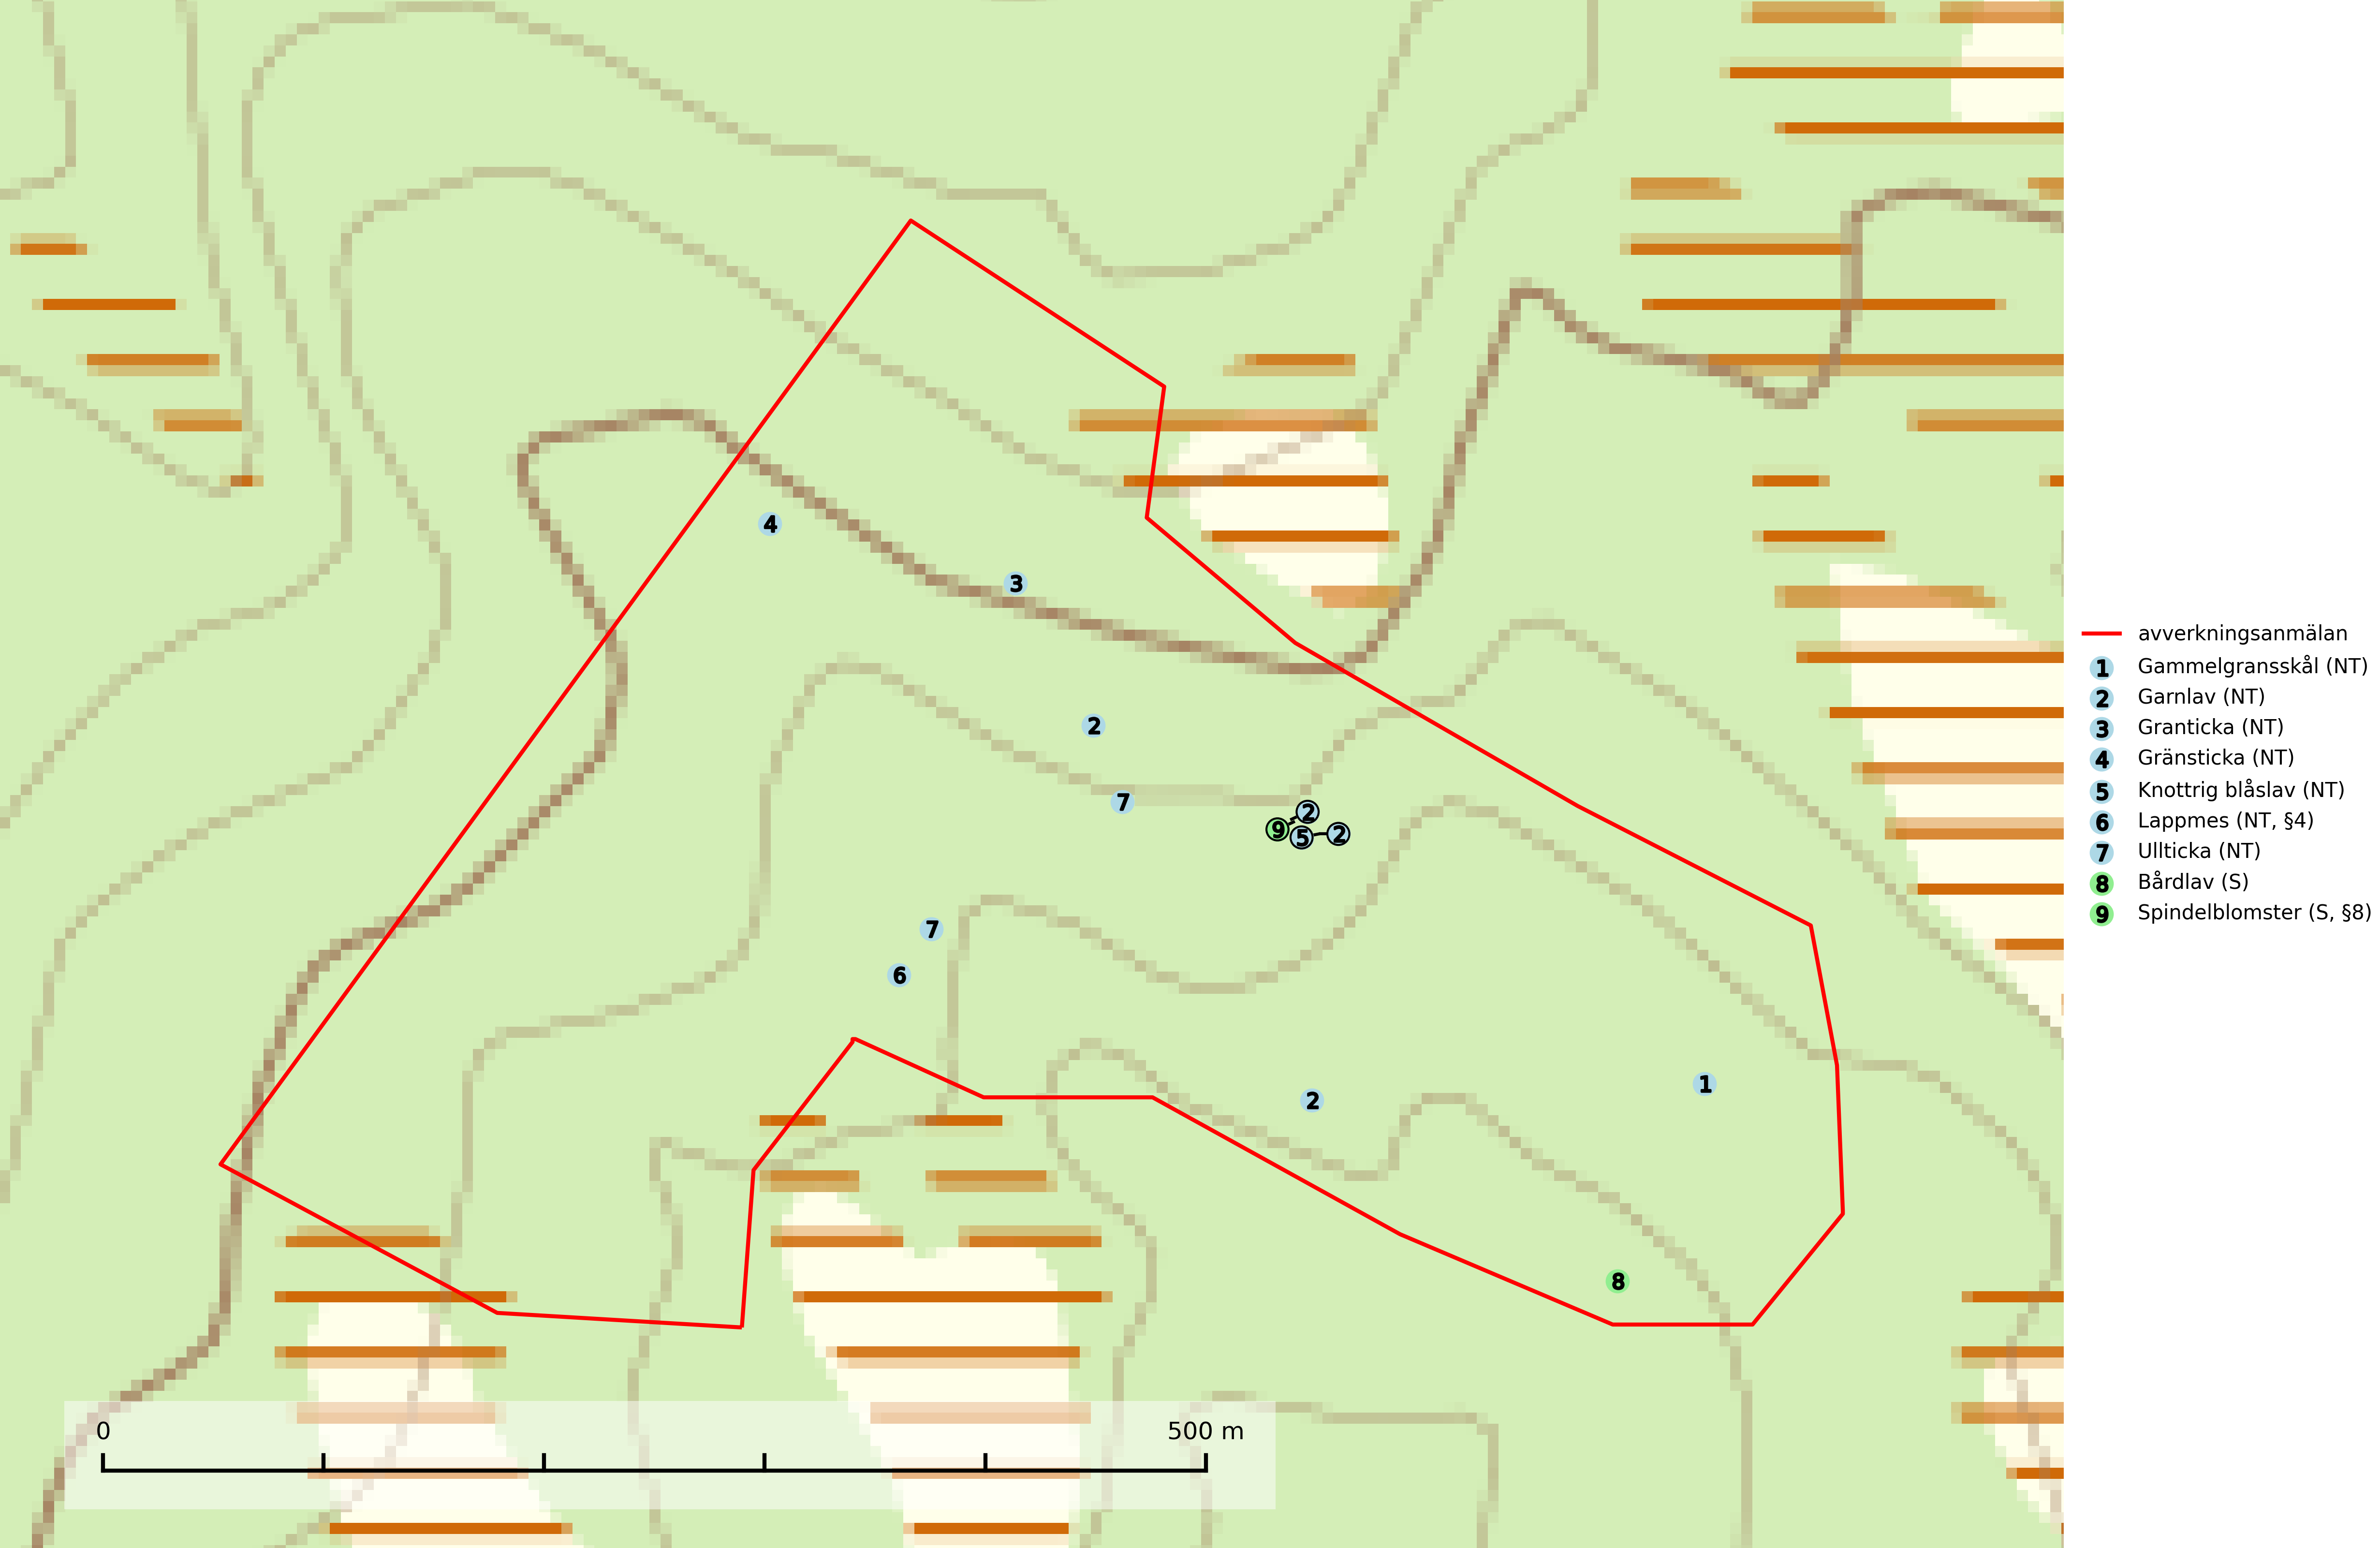 4
3
2
7
2
9
5
2
7
6
1
2
8
0
500 m
avverkningsanmälan
1 Gammelgransskål (NT)
2 Garnlav (NT)
3 Granticka (NT)
4 Gränsticka (NT)
5 Knottrig blåslav (NT)
6 Lappmes (NT, §4)
7 Ullticka (NT)
8 Bårdlav (S)
9 Spindelblomster (S, §8)